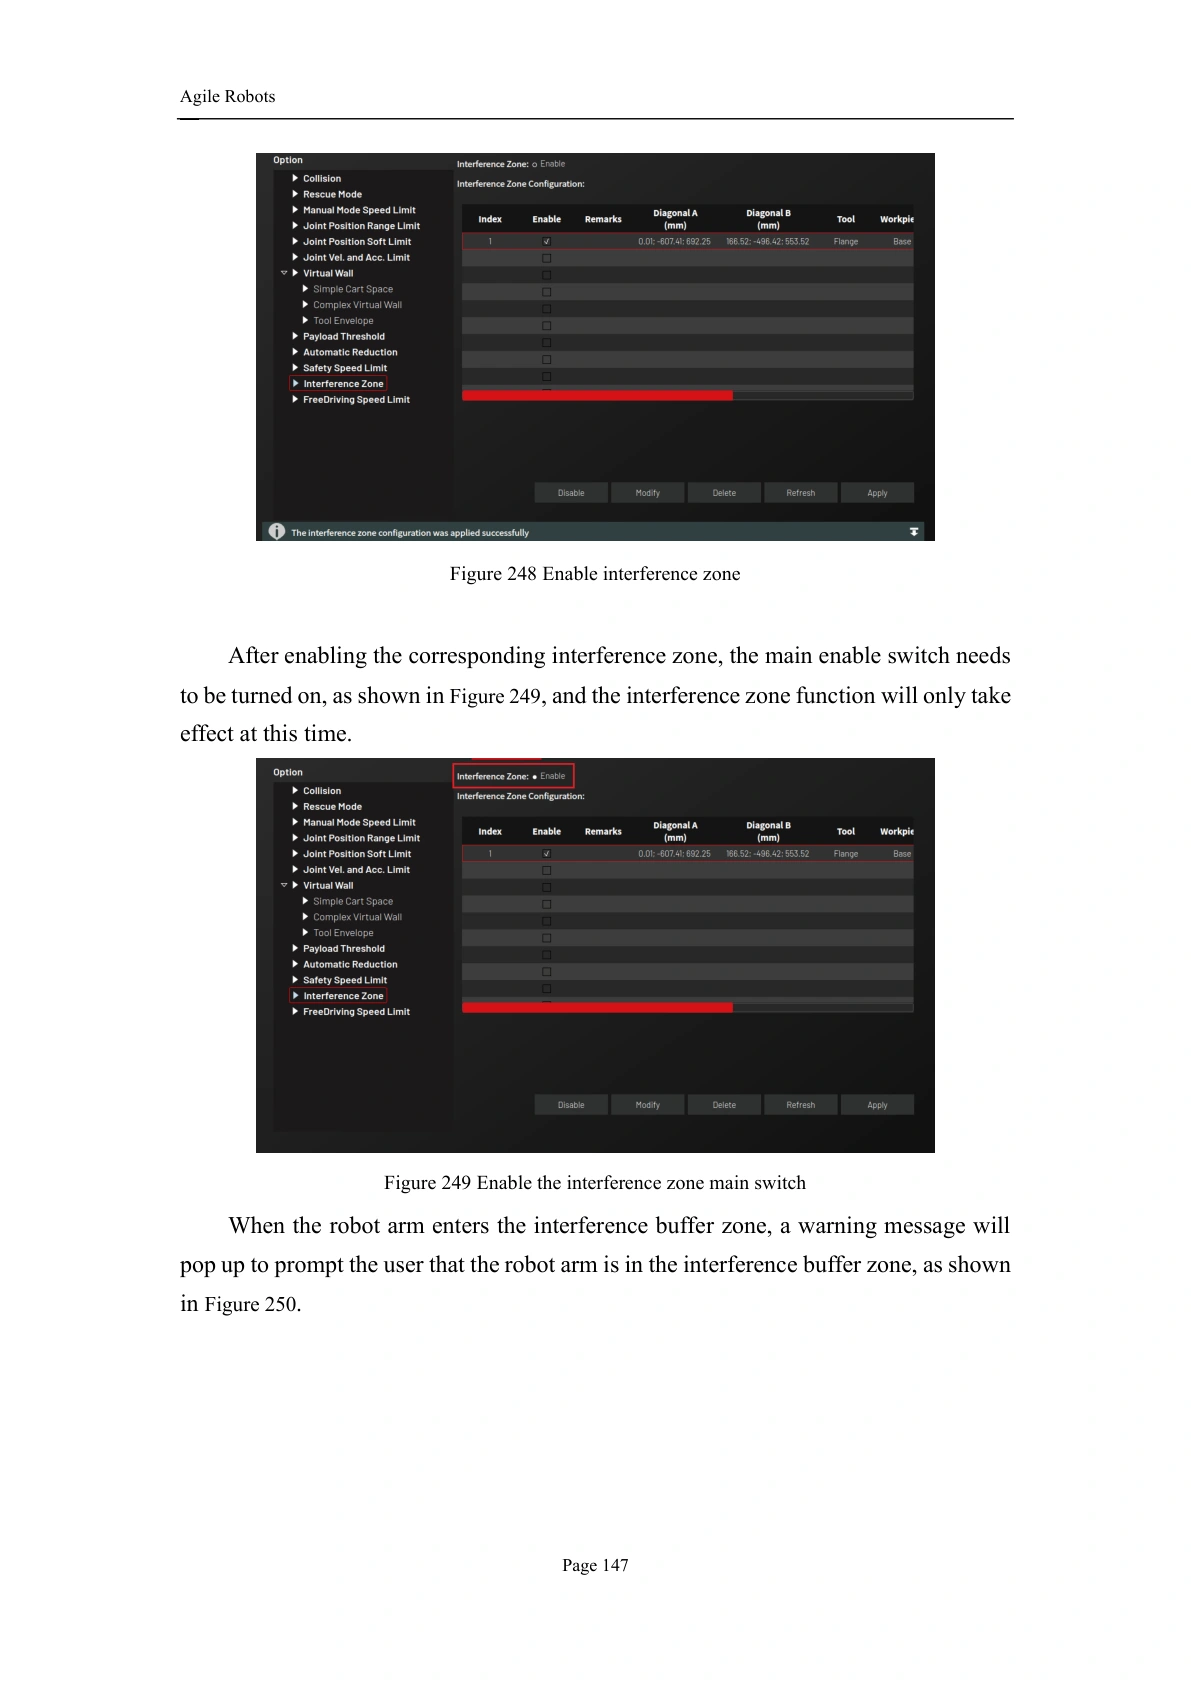 Agile Robots
Option
Collision
Rescue Mode
Manual Mode Speed Limit
Joint Position Range Limit
Joint Position Soft Limit
Joint Vel. and Acc. Limit
Virtual Wall
Simple Cart Space
Complex Virtual Wall
Tool Envelope
Payload Threshold
Automatic Reduction
Safety Speed Limit
Interference Zone
FreeDriving Speed Limit
Interference Zone: Enable
Interference Zone Configuration:
Index Enable Remarks Diagonal A (mm) Diagonal B (mm) Tool Workpie
1 0.01; -607.41; 692.25 166.52; -496.42; 553.52 Flange Base
Disable Modify Delete Refresh Apply
The interference zone configuration was applied successfully
Figure 248 Enable interference zone
After enabling the corresponding interference zone, the main enable switch needs
to be turned on, as shown in Figure 249, and the interference zone function will only take
effect at this time.
Option
Collision
Rescue Mode
Manual Mode Speed Limit
Joint Position Range Limit
Joint Position Soft Limit
Joint Vel. and Acc. Limit
Virtual Wall
Simple Cart Space
Complex Virtual Wall
Tool Envelope
Payload Threshold
Automatic Reduction
Safety Speed Limit
Interference Zone
FreeDriving Speed Limit
Interference Zone: Enable
Interference Zone Configuration:
Index Enable Remarks Diagonal A (mm) Diagonal B (mm) Tool Workpie
1 0.01; -607.41; 692.25 166.52; -496.42; 553.52 Flange Base
Disable Modify Delete Refresh Apply
Figure 249 Enable the interference zone main switch
When the robot arm enters the interference buffer zone, a warning message will
pop up to prompt the user that the robot arm is in the interference buffer zone, as shown
in Figure 250.
Page 147